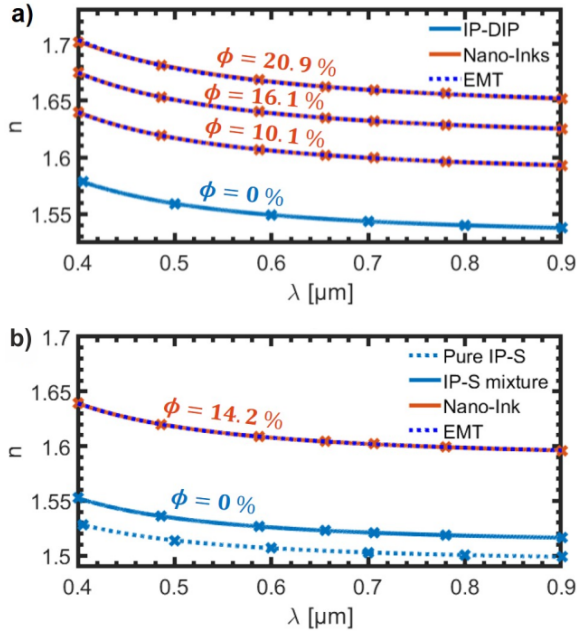 a)
IP-DIP
Nano-Inks
EMT
ϕ = 20.9 %
ϕ = 16.1 %
ϕ = 10.1 %
ϕ = 0 %
1.7
1.65
1.6
1.55
n
0.4 0.5 0.6 0.7 0.8 0.9
λ [µm]
b)
Pure IP-S
IP-S mixture
Nano-Ink
EMT
ϕ = 14.2 %
ϕ = 0 %
1.7
1.65
1.6
1.55
1.5
n
0.4 0.5 0.6 0.7 0.8 0.9
λ [µm]